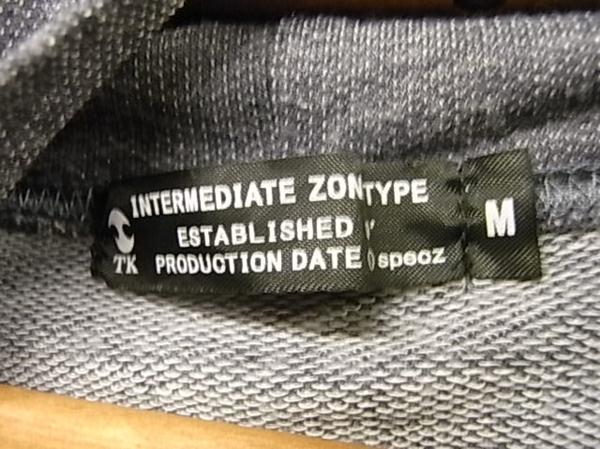 INTERMEDIATE ZON TYPE
ESTABLISHED
TK PRODUCTION DATE specz
M